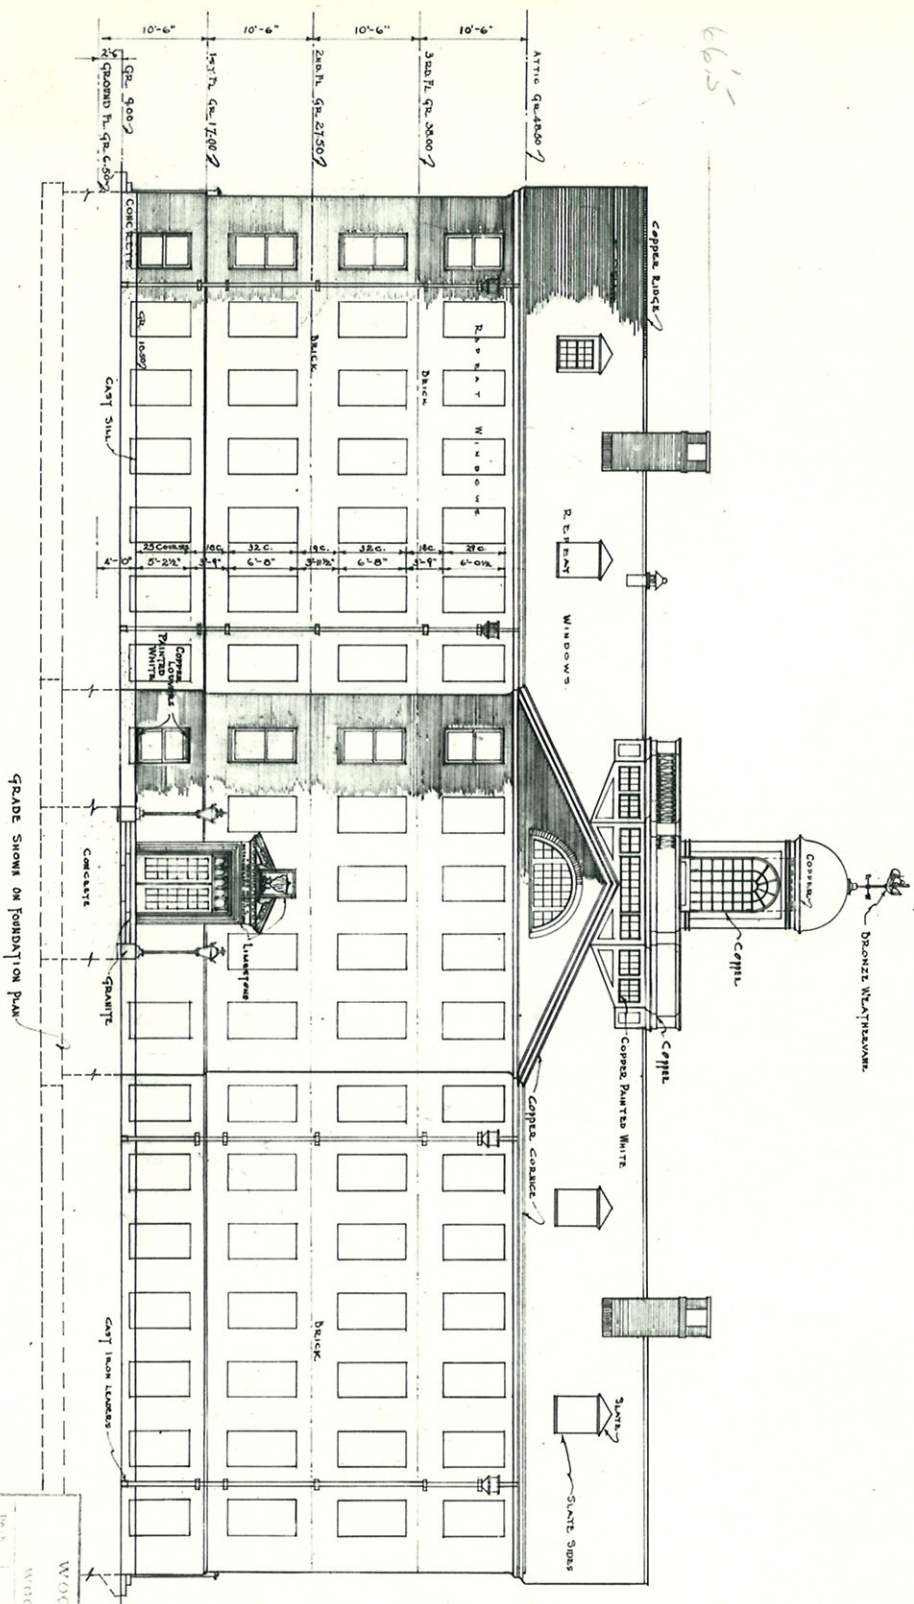 66'5
BRONZE WEATHERVANE
COPPER
COPPER
COPPER
COPPER PAINTED WHITE
COPPER RIDGE
SLATE
SLATE SIDES
REPEAT WINDOWS.
ATTIC GR.48.50
COPPER CORNICE
10'-6"
REPEAT WINDOWS
29 C.
6'-0½
3RD. FL GR 38.00
BRICK
18C.
3'-9"
10'-6"
32 C.
6'-8"
2ND. FL GR 27.50
BRICK
19 C.
BRICK
10'-6"
32 C.
6'-8"
LIMESTONE
1ST. FL GR 17.00
18C.
3'-9"
10'-6"
25 COURSES
5'-2½"
COPPER LOUVERS
PAINTED
WHITE
GR 10.50
CONCRETE
GR 9.00
2'-6
GROUND FL GR 6.50
4'-0"
CAST SILL
CONCRETE
GRANITE
CAST IRON LEADERS
GRADE SHOWN ON FOUNDATION PLAN